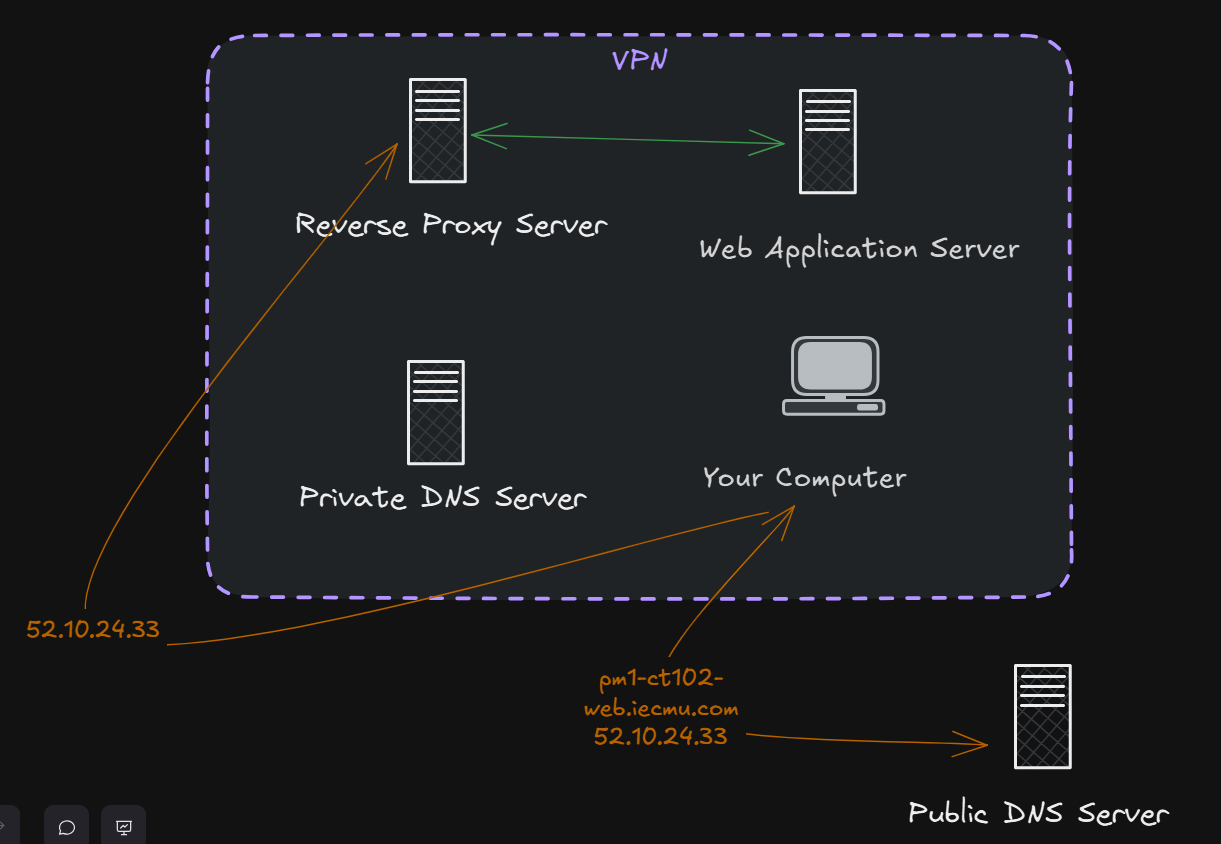 VPN
Reverse Proxy Server
Web Application Server
Private DNS Server
Your Computer
52.10.24.33
pm1-ct102-
web.iecmu.com
52.10.24.33
Public DNS Server